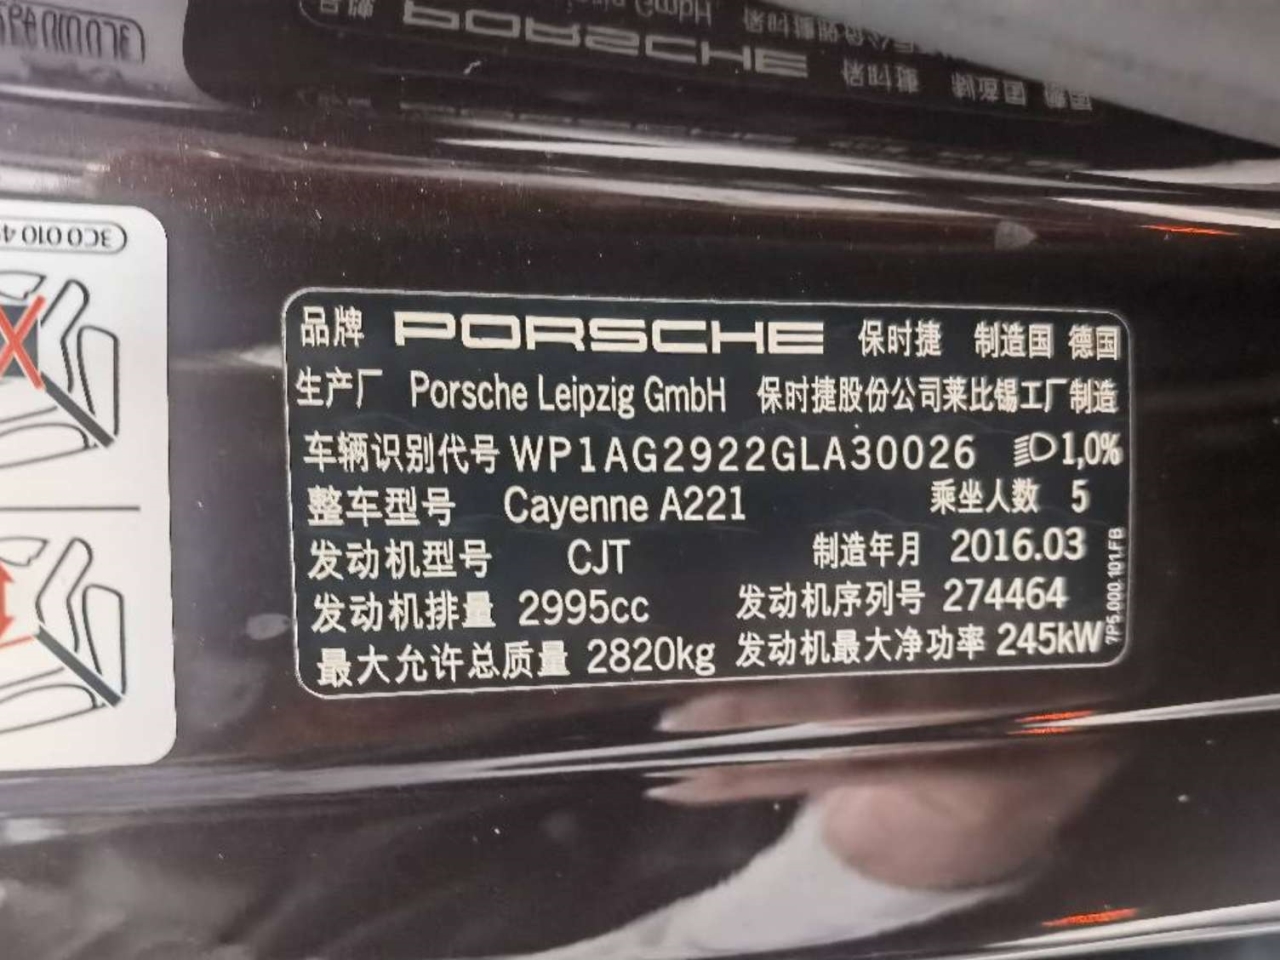 品牌 PORSCHE 保时捷 制造国 德国
生产厂 Porsche Leipzig GmbH 保时捷股份公司莱比锡工厂制造
车辆识别代号 WP1AG2922GLA30026 1,0%
整车型号 Cayenne A221 乘坐人数 5
发动机型号 CJT 制造年月 2016.03
发动机排量 2995cc 发动机序列号 274464
最大允许总质量 2820kg 发动机最大净功率 245kW
7P5.000.101.FB
3C0 010 4